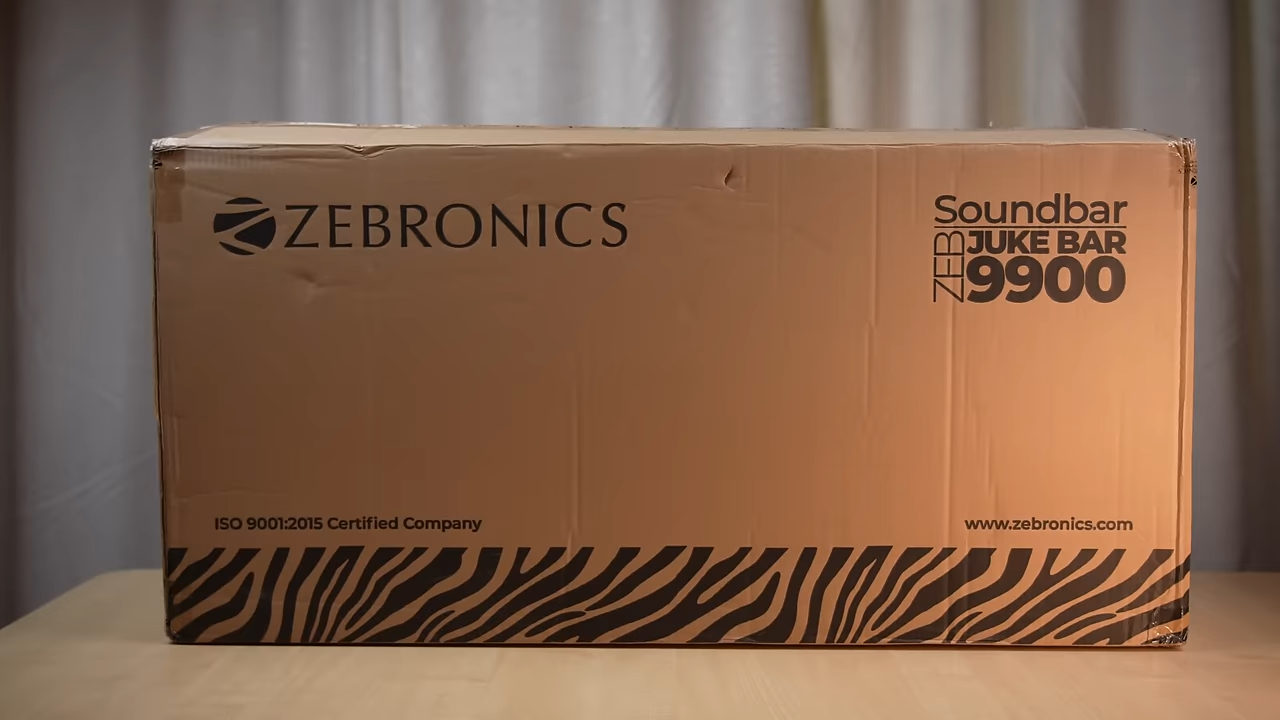 ZEBRONICS
Soundbar
ZEB
JUKE BAR
9900
ISO 9001:2015 Certified Company
www.zebronics.com